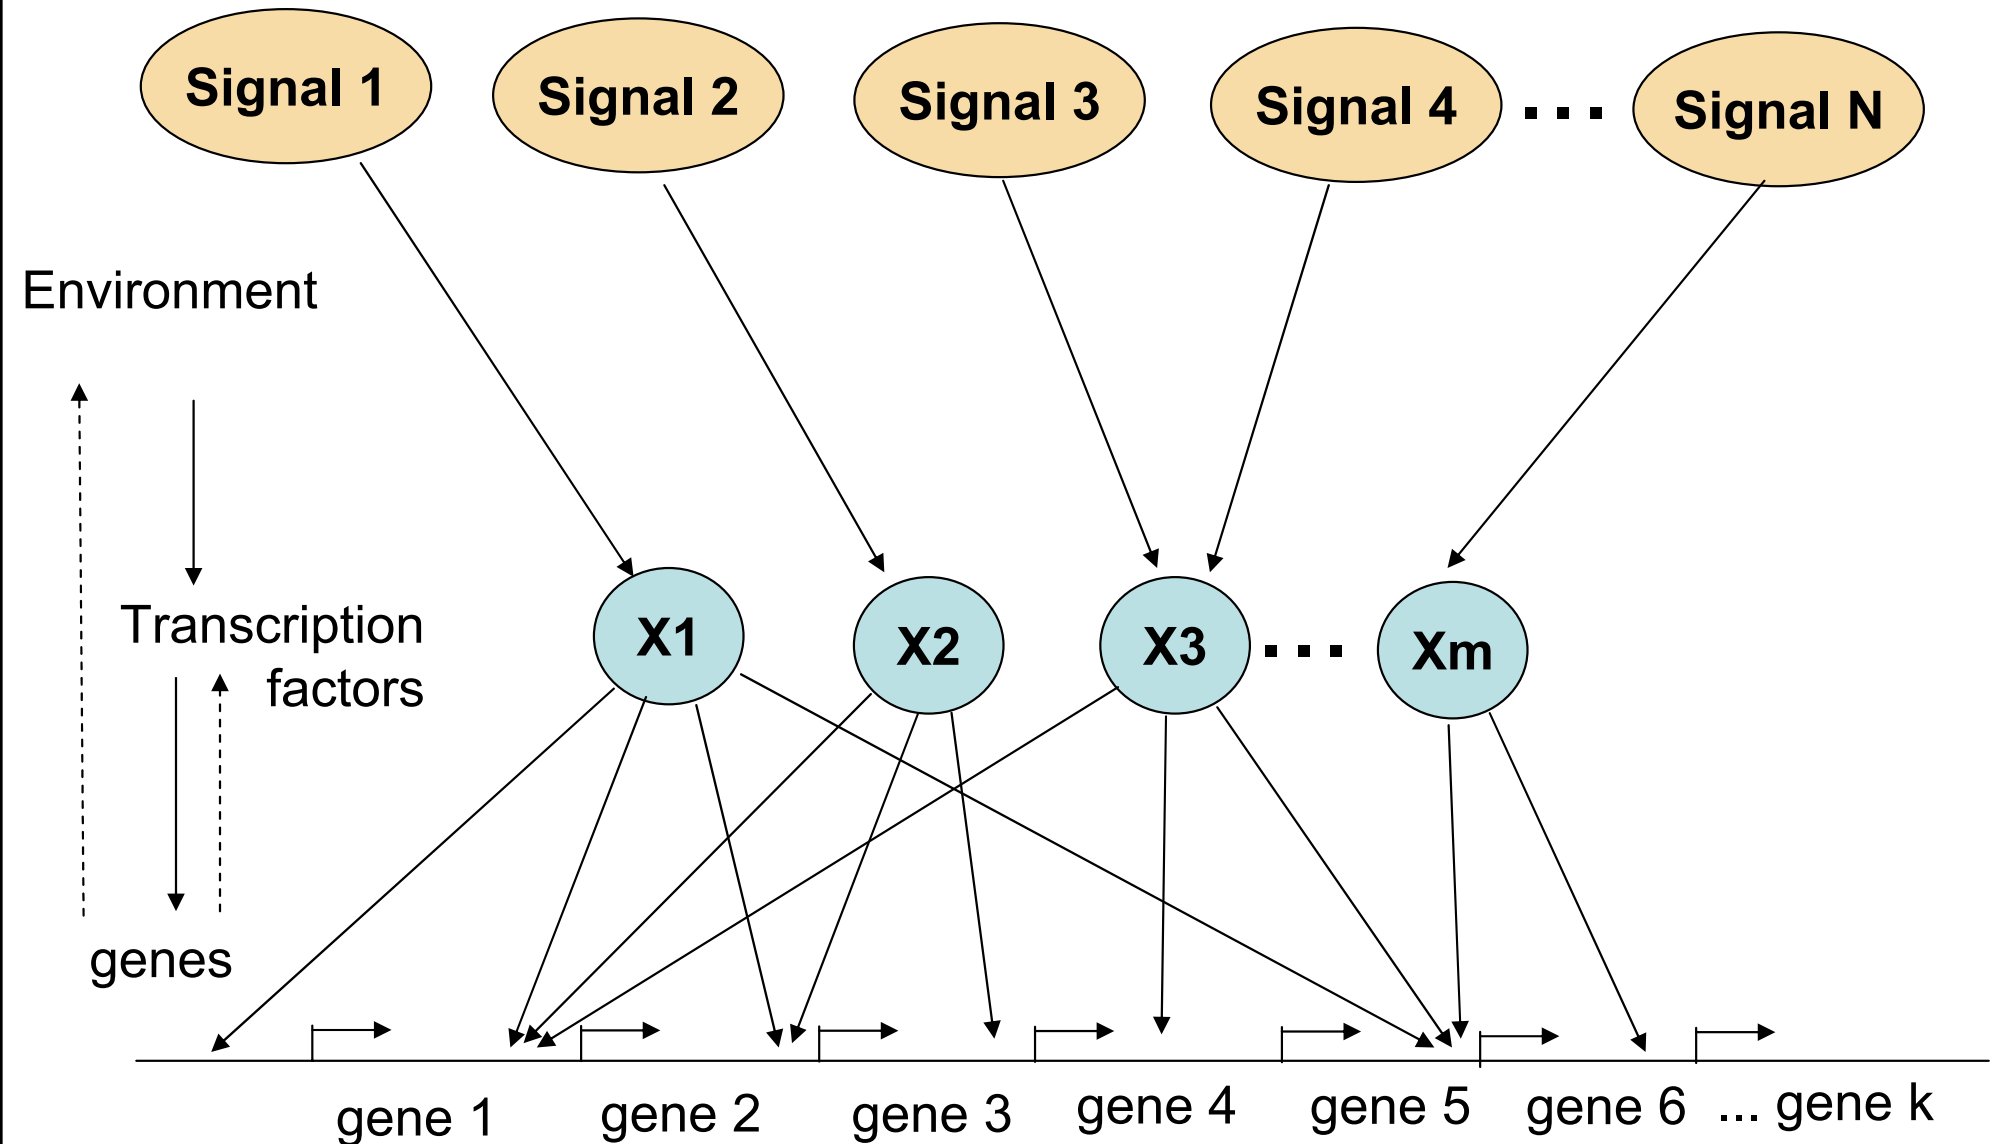 Signal 1 Signal 2 Signal 3 Signal 4 ... Signal N
Environment
Transcription
factors
X1 X2 X3 ... Xm
genes
gene 1 gene 2 gene 3 gene 4 gene 5 gene 6 ... gene k